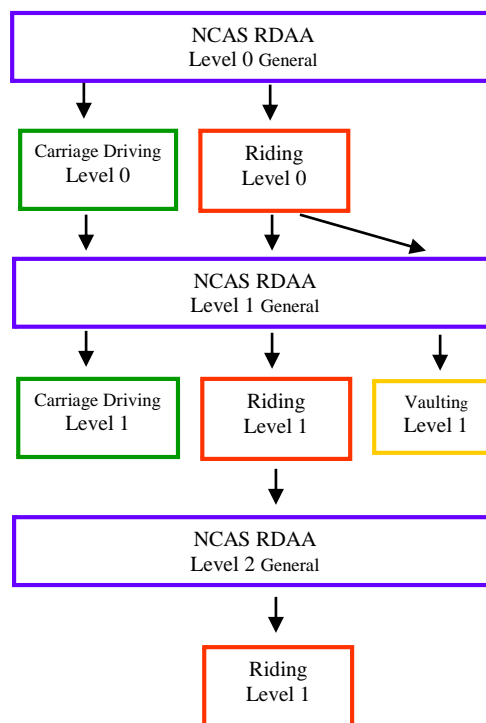 NCAS RDAA
Level 0 General
Carriage Driving
Level 0
Riding
Level 0
NCAS RDAA
Level 1 General
Carriage Driving
Level 1
Riding
Level 1
Vaulting
Level 1
NCAS RDAA
Level 2 General
Riding
Level 1